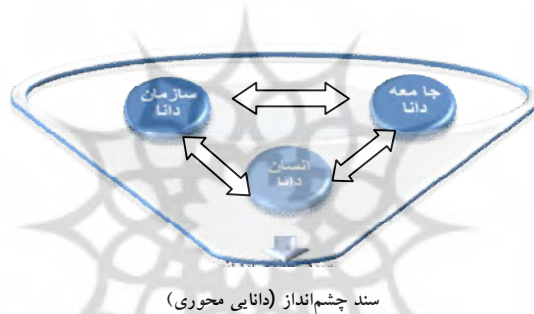 جا معه
دانا
سازمان
دانا
انسان
دانا
سند چشم‌انداز (دانایی محوری)